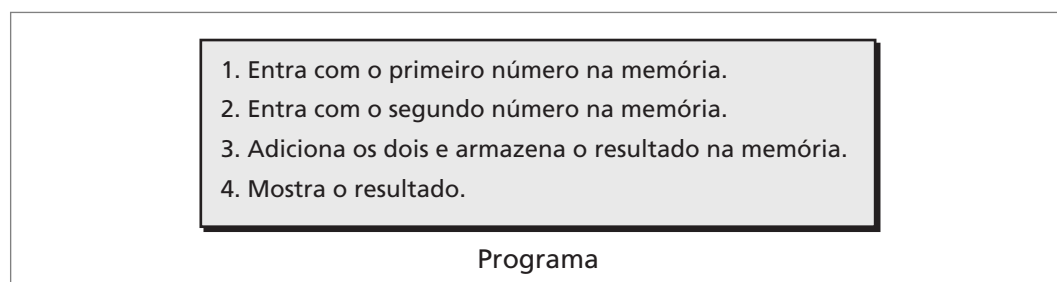 1. Entra com o primeiro número na memória.
2. Entra com o segundo número na memória.
3. Adiciona os dois e armazena o resultado na memória.
4. Mostra o resultado.
Programa